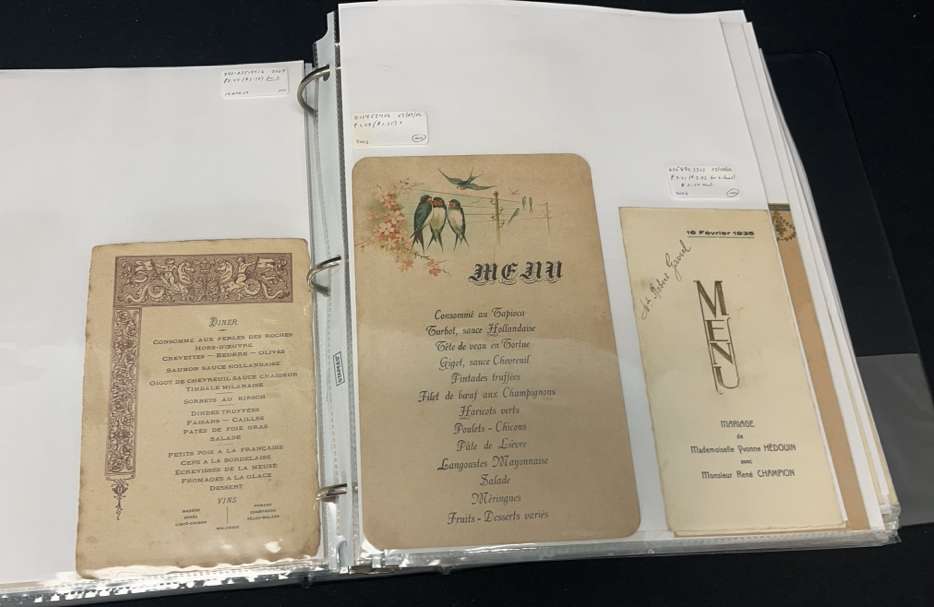 DINER
CONSOMMÉ AUX PERLES DES ROCHES
HORS-D'ŒUVRE
CREVETTES — BEURRE — OLIVES
SAUMON SAUCE HOLLANDAISE
GIGOT DE CHEVREUIL SAUCE CHASSEUR
TIMBALE MILANAISE
SORBETS AU KIRSCH
DINDES TRUFFÉES
FAISANS — CAILLES
PATÉS DE FOIE GRAS
SALADE
PETITS POIS A LA FRANÇAISE
CEPS A LA BORDELAISE
ECREVISSES DE LA MEUSE
FROMAGES A LA GLACE
DESSERT
VINS
MENU
Consommé au Tapioca
Turbot, sauce Hollandaise
Tête de veau en Tortue
Gigot, sauce Chevreuil
Pintades truffées
Filet de bœuf aux Champignons
Haricots verts
Poulets - Chicons
Pâte de Lièvre
Langoustes Mayonnaise
Salade
Méringues
Fruits - Desserts variés
16 Février 1935
MENU
MARIAGE
de
Mademoiselle Yvonne HÉDOUIN
avec
Monsieur René CHAMPION